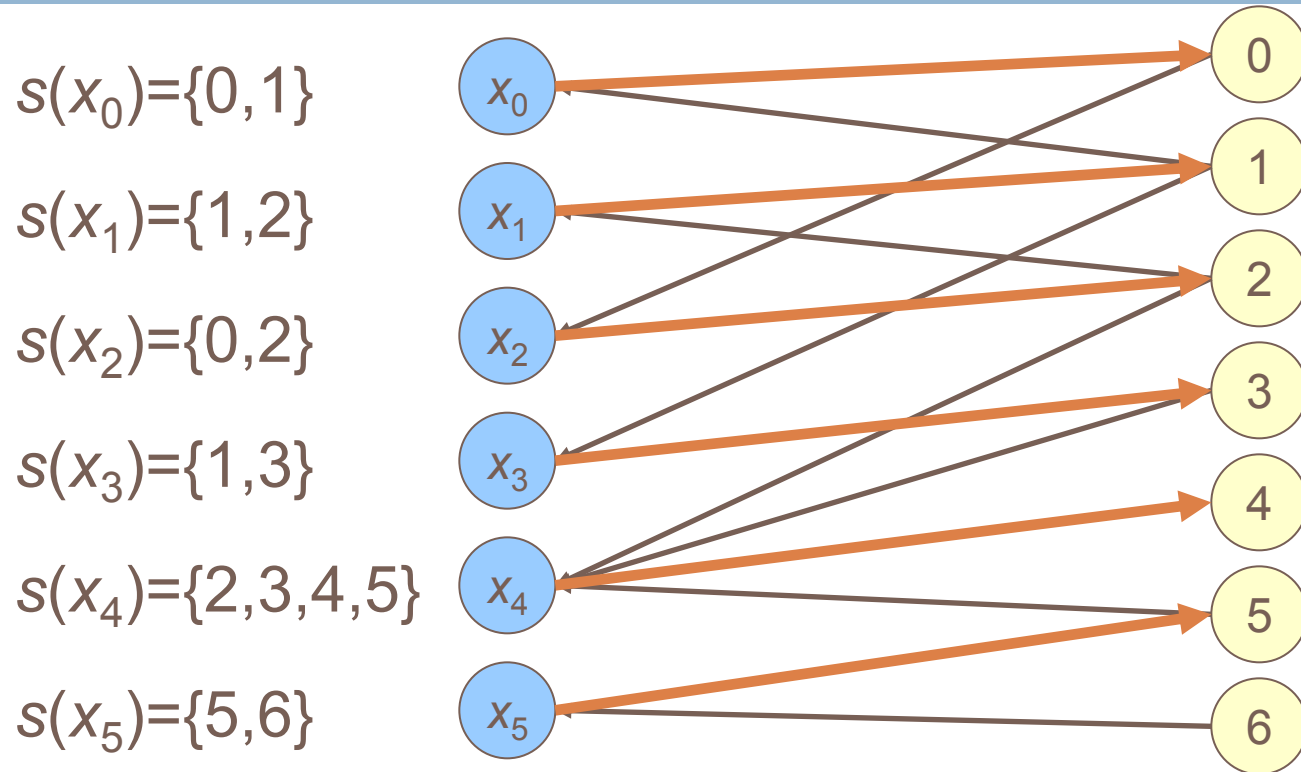 s(x₀)={0,1}
x₀
0
s(x₁)={1,2}
x₁
1
s(x₂)={0,2}
x₂
2
s(x₃)={1,3}
x₃
3
s(x₄)={2,3,4,5}
x₄
4
s(x₅)={5,6}
x₅
5
6